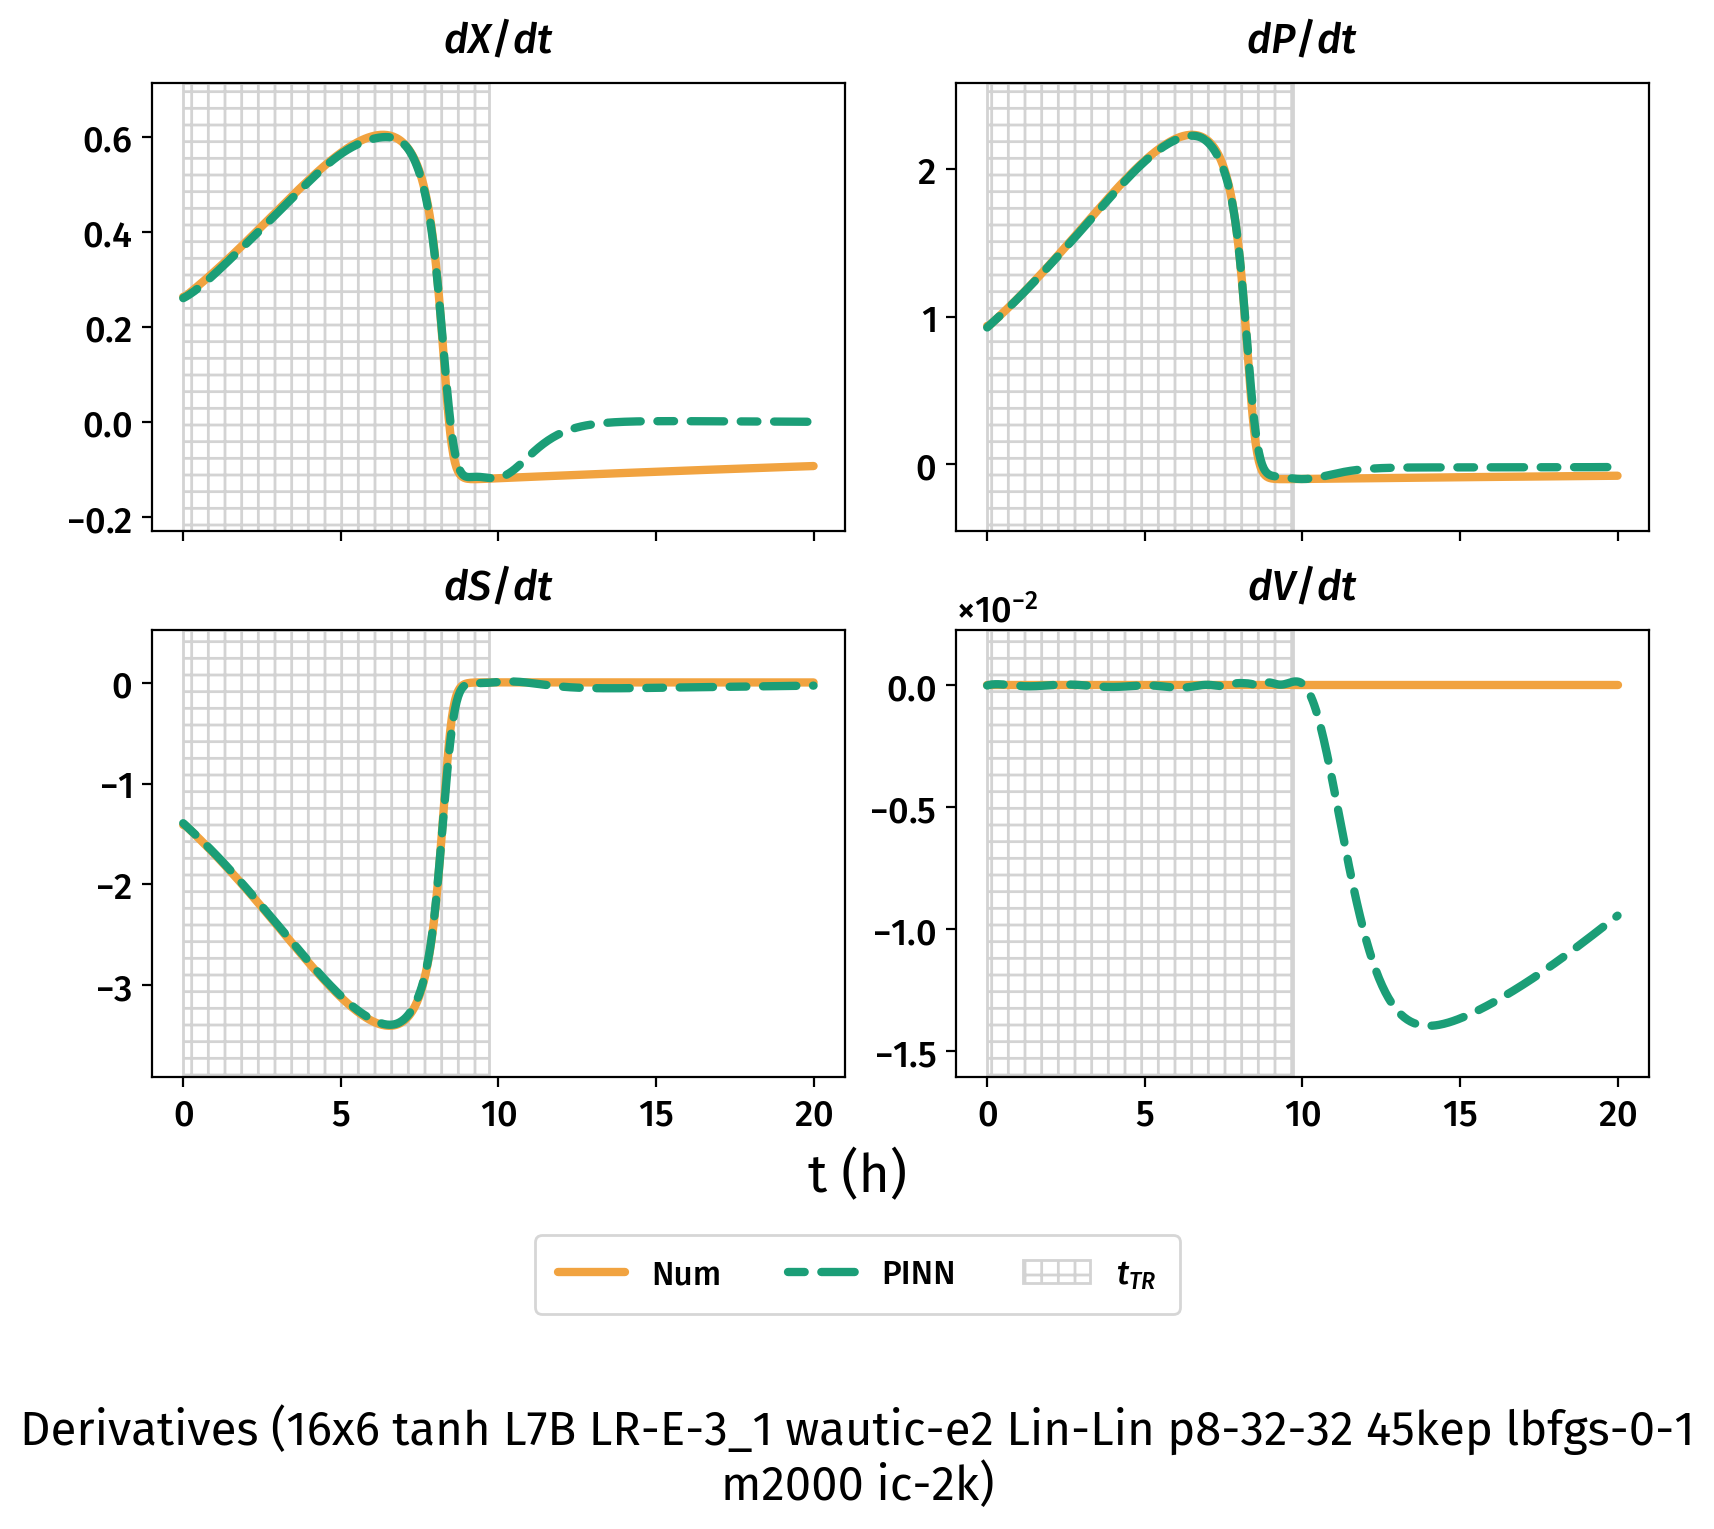 dX/dt
dP/dt
0.6
0.4
0.2
0.0
−0.2
2
1
0
dS/dt
dV/dt
×10⁻²
0
−1
−2
−3
0.0
−0.5
−1.0
−1.5
0 5 10 15 20
0 5 10 15 20
t (h)
Num PINN t_TR
Derivatives (16x6 tanh L7B LR-E-3_1 wautic-e2 Lin-Lin p8-32-32 45kep lbfgs-0-1
m2000 ic-2k)